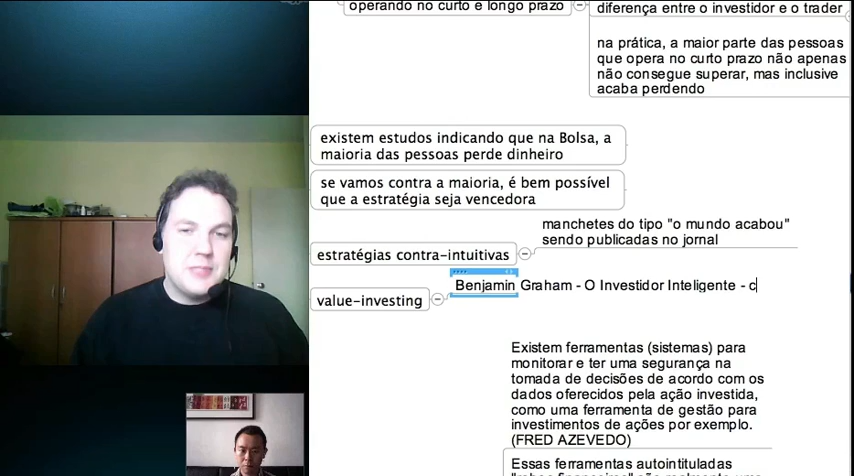 operando no curto e longo prazo
diferença entre o investidor e o trader
na prática, a maior parte das pessoas
que opera no curto prazo não apenas
não consegue superar, mas inclusive
acaba perdendo
existem estudos indicando que na Bolsa, a
maioria das pessoas perde dinheiro
se vamos contra a maioria, é bem possível
que a estratégia seja vencedora
manchetes do tipo "o mundo acabou"
sendo publicadas no jornal
estratégias contra-intuitivas
Benjamin Graham - O Investidor Inteligente - c
value-investing
Existem ferramentas (sistemas) para
monitorar e ter uma segurança na
tomada de decisões de acordo com os
dados oferecidos pela ação investida,
como uma ferramenta de gestão para
investimentos de ações por exemplo.
(FRED AZEVEDO)
Essas ferramentas autointituladas